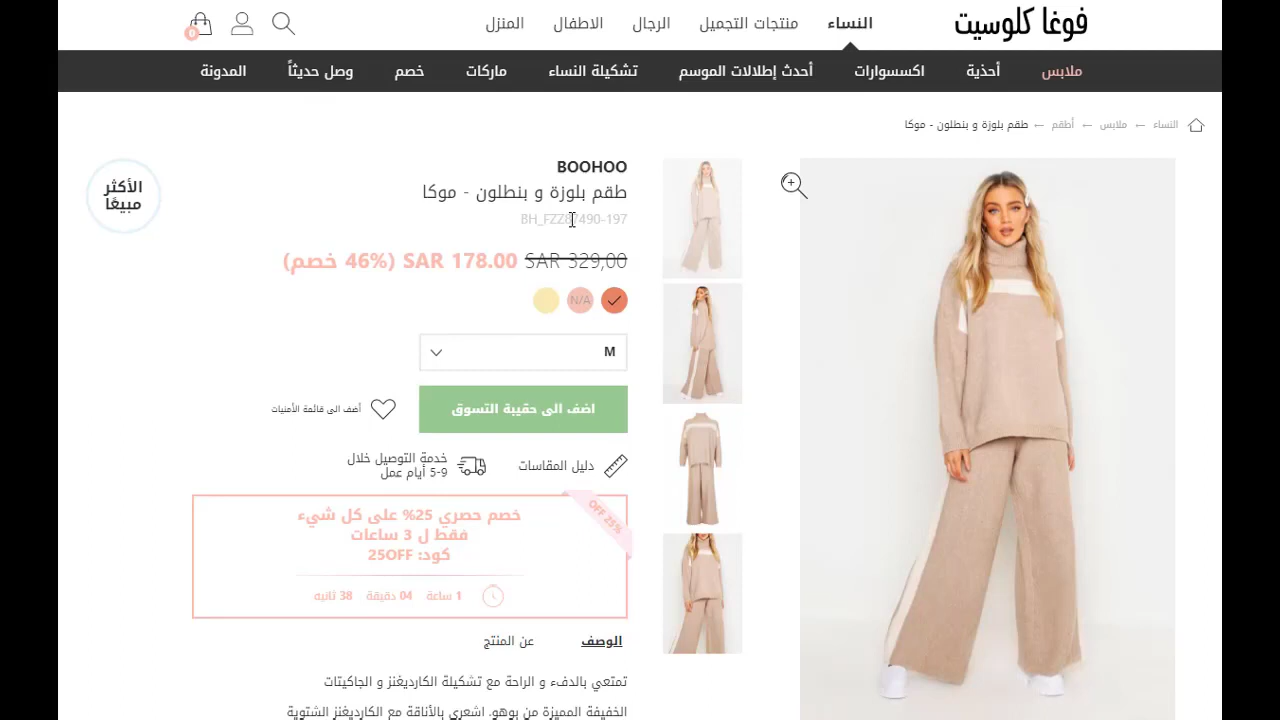 فوغا كلوسيت
النساء
منتجات التجميل
الرجال
الاطفال
المنزل
0
ملابس
أحذية
اكسسوارات
أحدث إطلالات الموسم
تشكيلة النساء
ماركات
خصم
وصل حديثاً
المدونة
النساء ← ملابس ← أطقم ← طقم بلوزة و بنطلون - موكا
BOOHOO
الأكثر
مبيعًا
طقم بلوزة و بنطلون - موكا
SAR 329,00 SAR 178.00 (46% خصم)
N/A
M
اضف الى حقيبة التسوق
أضف الى قائمة الأمنيات
دليل المقاسات
خدمة التوصيل خلال
5-9 أيام عمل
OFF 25%
خصم حصري 25% على كل شيء
فقط ل 3 ساعات
كود: 25OFF
1 ساعة 04 دقيقة 38 ثانيه
الوصف
عن المنتج
تمتعي بالدفء و الراحة مع تشكيلة الكارديغنز و الجاكيتات
الخفيفة المميزة من بوهو. اشعري بالأناقة مع الكارديغنز الشتوية